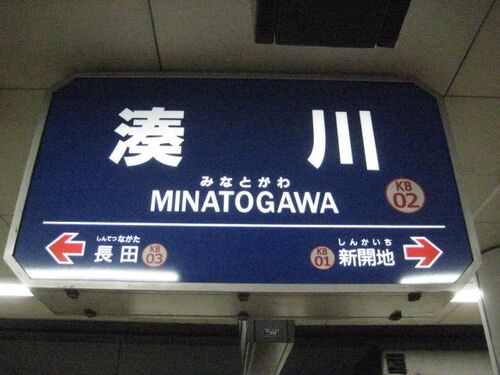 湊川
みなとがわ
MINATOGAWA
KB
02
しんてつながた
長田
KB
03
しんかいち
KB
01
新開地